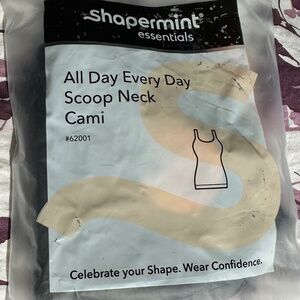 shapermint®
essentials
All Day Every Day
Scoop Neck
Cami
#62001
Celebrate your Shape. Wear Confidence.